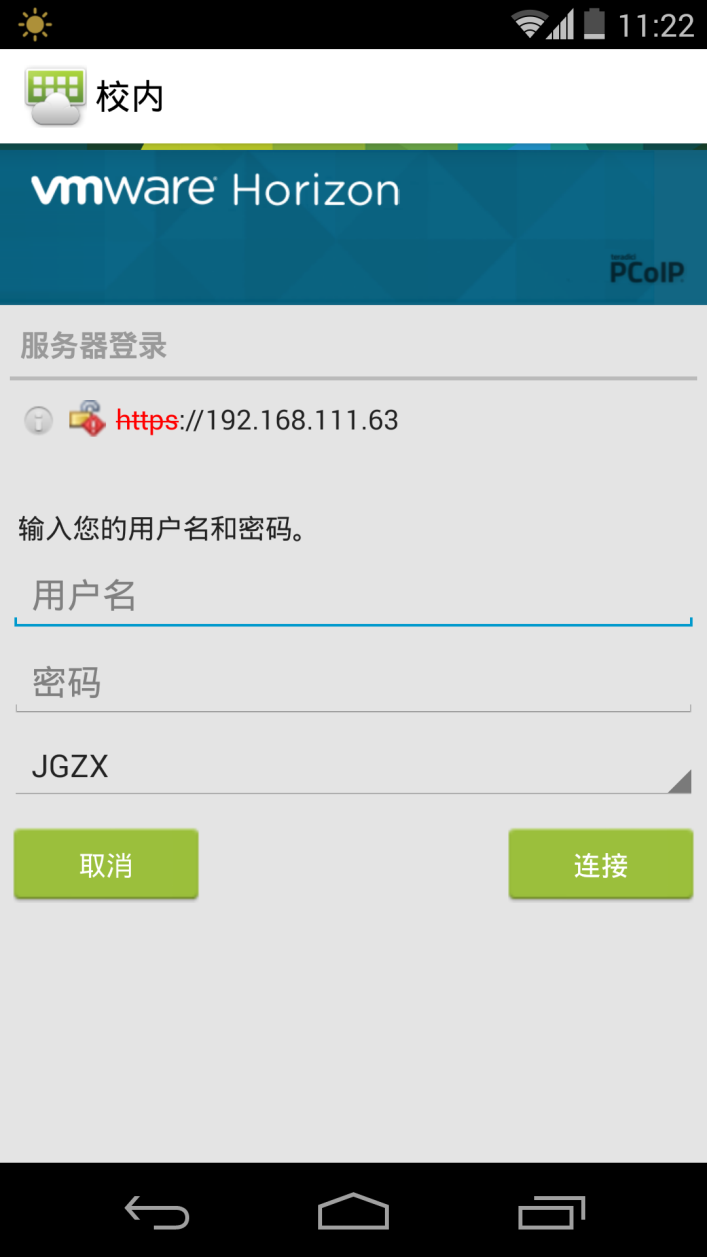 11:22
校内
vmware Horizon
teradici
PCoIP
服务器登录
https://192.168.111.63
输入您的用户名和密码。
用户名
密码
JGZX
取消 连接